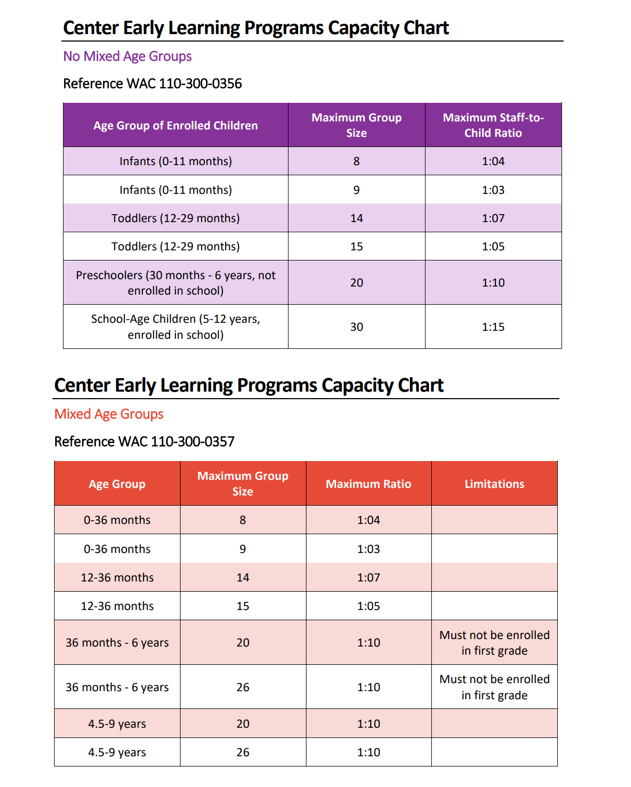 Center Early Learning Programs Capacity Chart
No Mixed Age Groups
Reference WAC 110-300-0356
Age Group of Enrolled Children
Maximum Group
Size
Maximum Staff-to-
Child Ratio
Infants (0-11 months) 8 1:04
Infants (0-11 months) 9 1:03
Toddlers (12-29 months) 14 1:07
Toddlers (12-29 months) 15 1:05
Preschoolers (30 months - 6 years, not
enrolled in school) 20 1:10
School-Age Children (5-12 years,
enrolled in school) 30 1:15
Center Early Learning Programs Capacity Chart
Mixed Age Groups
Reference WAC 110-300-0357
Age Group
Maximum Group
Size
Maximum Ratio
Limitations
0-36 months 8 1:04
0-36 months 9 1:03
12-36 months 14 1:07
12-36 months 15 1:05
36 months - 6 years 20 1:10 Must not be enrolled
in first grade
36 months - 6 years 26 1:10 Must not be enrolled
in first grade
4.5-9 years 20 1:10
4.5-9 years 26 1:10